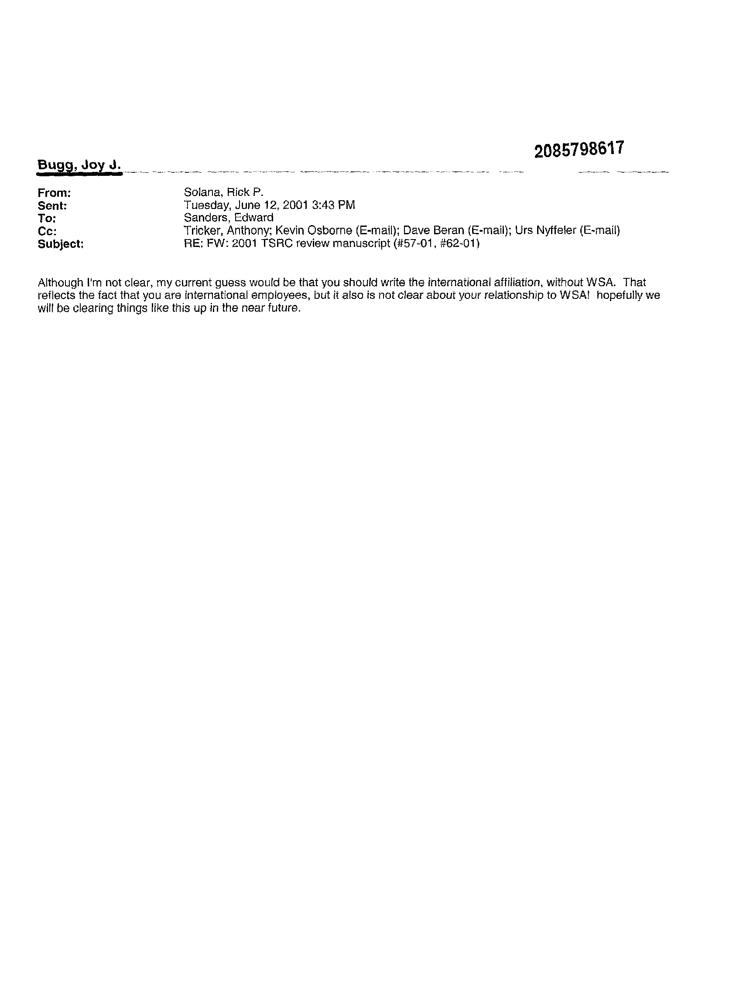 2085798617
Bugg, Joy J.
From: Solana, Rick P.
Sent: Tuesday, June 12, 2001 3:43 PM
To: Sanders, Edward
Cc: Tricker, Anthony; Kevin Osborne (E-mail); Dave Beran (E-mail); Urs Nyffeler (E-mail)
Subject: RE: FW: 2001 TSRC review manuscript (#57-01, #62-01)
Although I'm not clear, my current guess would be that you should write the international affiliation, without WSA. That
reflects the fact that you are international employees, but it also is not clear about your relationship to WSA! hopefully we
will be clearing things like this up in the near future.